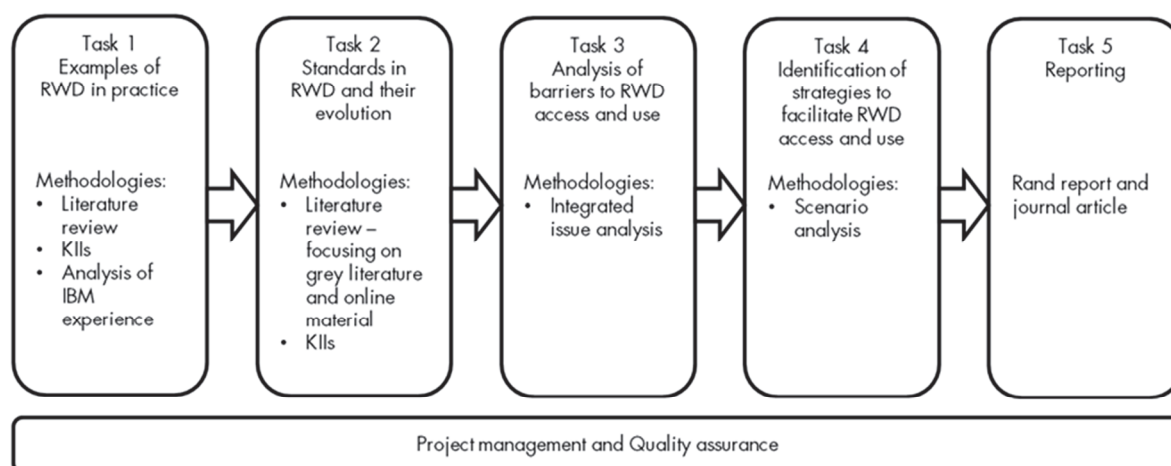 Task 1
Examples of
RWD in practice
Methodologies:
• Literature
review
• KIIs
• Analysis of
IBM
experience
Task 2
Standards in
RWD and their
evolution
Methodologies:
• Literature
review –
focusing on
grey literature
and online
material
• KIIs
Task 3
Analysis of
barriers to RWD
access and use
Methodologies:
• Integrated
issue analysis
Task 4
Identification of
strategies to
facilitate RWD
access and use
Methodologies:
• Scenario
analysis
Task 5
Reporting
Rand report and
journal article
Project management and Quality assurance